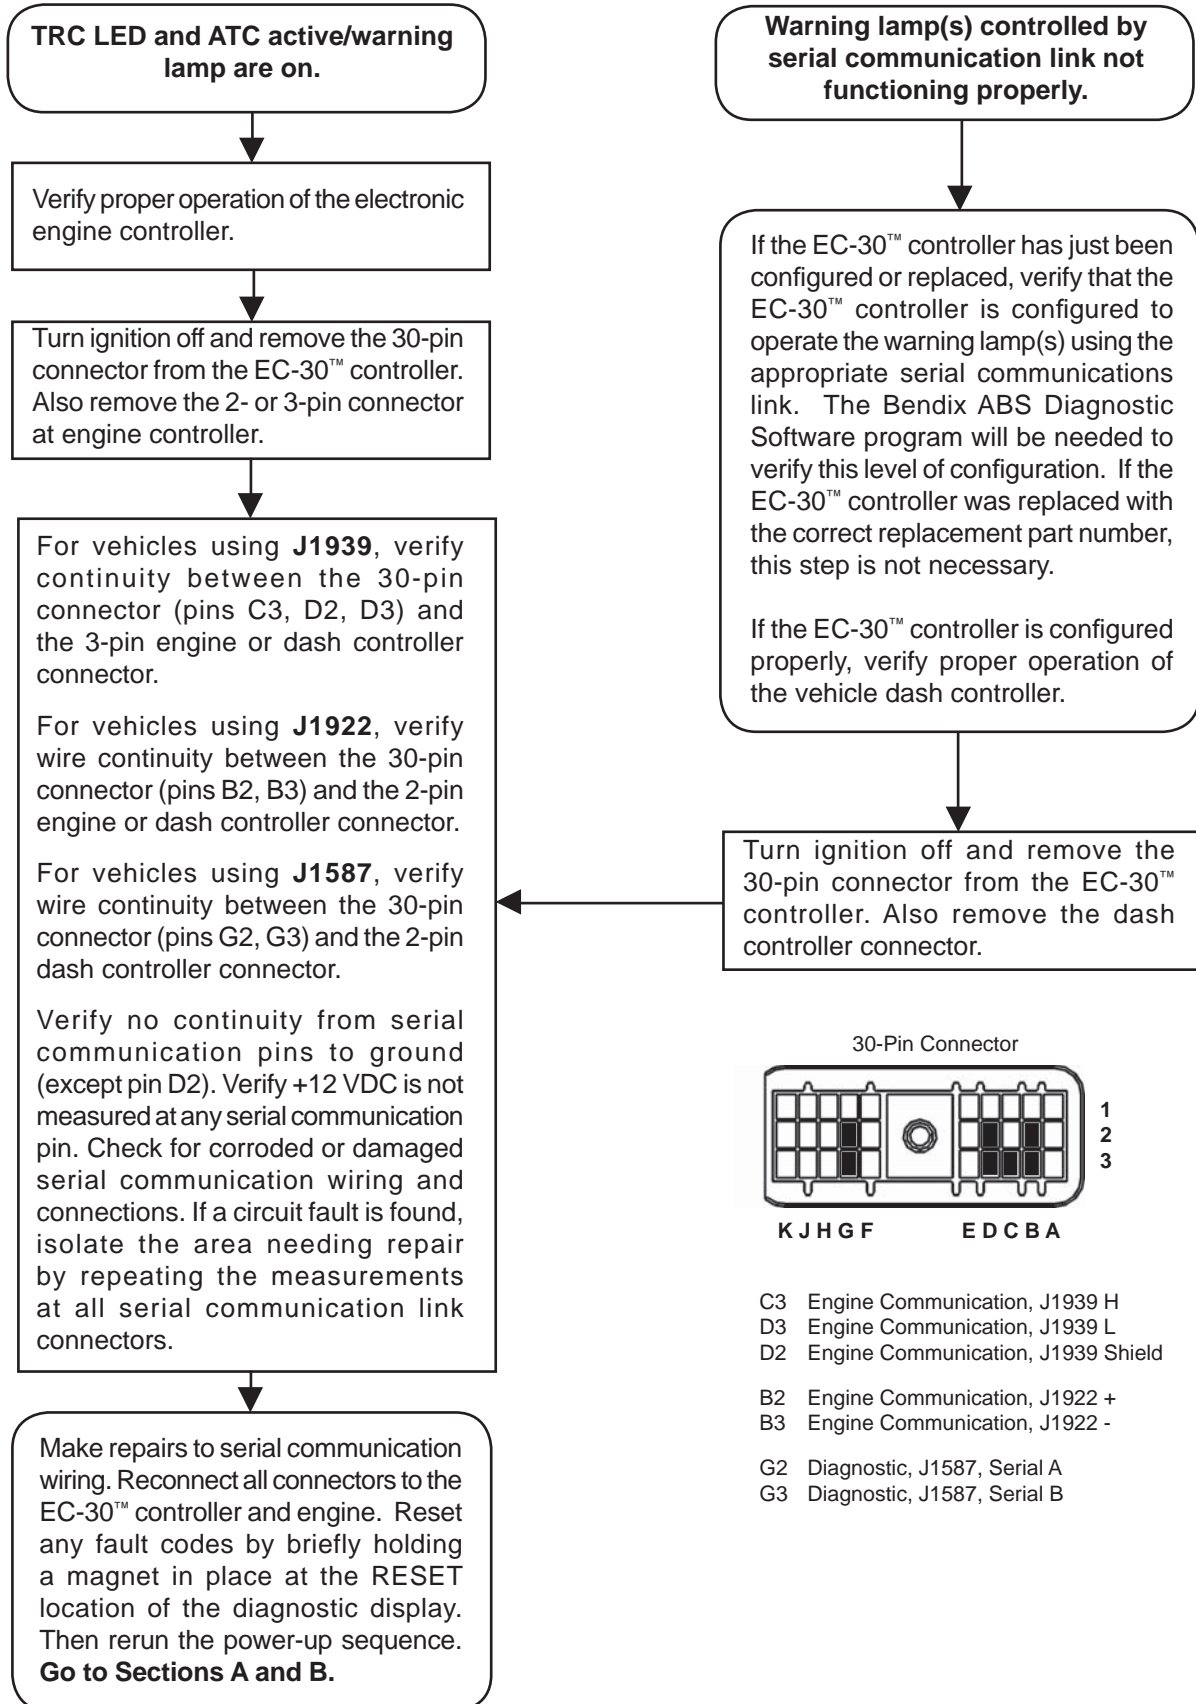 TRC LED and ATC active/warning
lamp are on.
Verify proper operation of the electronic
engine controller.
Turn ignition off and remove the 30-pin
connector from the EC-30™ controller.
Also remove the 2- or 3-pin connector
at engine controller.
For vehicles using J1939, verify
continuity between the 30-pin
connector (pins C3, D2, D3) and
the 3-pin engine or dash controller
connector.
For vehicles using J1922, verify
wire continuity between the 30-pin
connector (pins B2, B3) and the 2-pin
engine or dash controller connector.
For vehicles using J1587, verify
wire continuity between the 30-pin
connector (pins G2, G3) and the 2-pin
dash controller connector.
Verify no continuity from serial
communication pins to ground
(except pin D2). Verify +12 VDC is not
measured at any serial communication
pin. Check for corroded or damaged
serial communication wiring and
connections. If a circuit fault is found,
isolate the area needing repair
by repeating the measurements
at all serial communication link
connectors.
Make repairs to serial communication
wiring. Reconnect all connectors to the
EC-30™ controller and engine. Reset
any fault codes by briefly holding
a magnet in place at the RESET
location of the diagnostic display.
Then rerun the power-up sequence.
Go to Sections A and B.
Warning lamp(s) controlled by
serial communication link not
functioning properly.
If the EC-30™ controller has just been
configured or replaced, verify that the
EC-30™ controller is configured to
operate the warning lamp(s) using the
appropriate serial communications
link. The Bendix ABS Diagnostic
Software program will be needed to
verify this level of configuration. If the
EC-30™ controller was replaced with
the correct replacement part number,
this step is not necessary.
If the EC-30™ controller is configured
properly, verify proper operation of
the vehicle dash controller.
Turn ignition off and remove the
30-pin connector from the EC-30™
controller. Also remove the dash
controller connector.
30-Pin Connector
1
2
3
K J H G F E D C B A
C3 Engine Communication, J1939 H
D3 Engine Communication, J1939 L
D2 Engine Communication, J1939 Shield
B2 Engine Communication, J1922 +
B3 Engine Communication, J1922 -
G2 Diagnostic, J1587, Serial A
G3 Diagnostic, J1587, Serial B